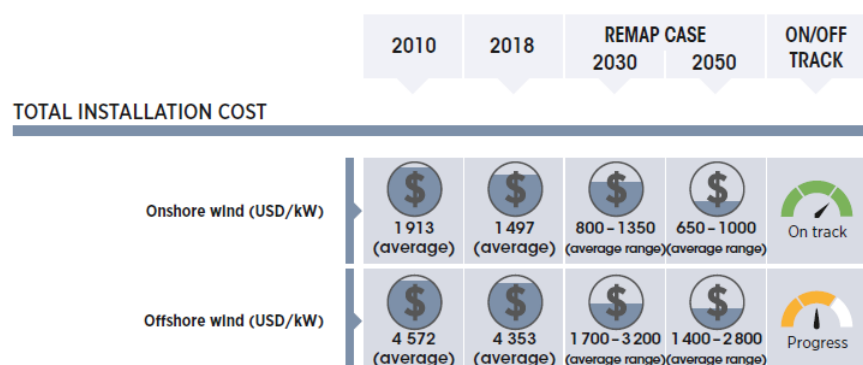 2010 2018 REMAP CASE 2030 2050 ON/OFF TRACK
TOTAL INSTALLATION COST
$ $ $ $
Onshore wind (USD/kW) 1 913 1 497 800 – 1350 650 – 1000 On track
(average) (average) (average range) (average range)
$ $ $ $
Offshore wind (USD/kW) 4 572 4 353 1 700 – 3 200 1 400 – 2 800 Progress
(average) (average) (average range) (average range)